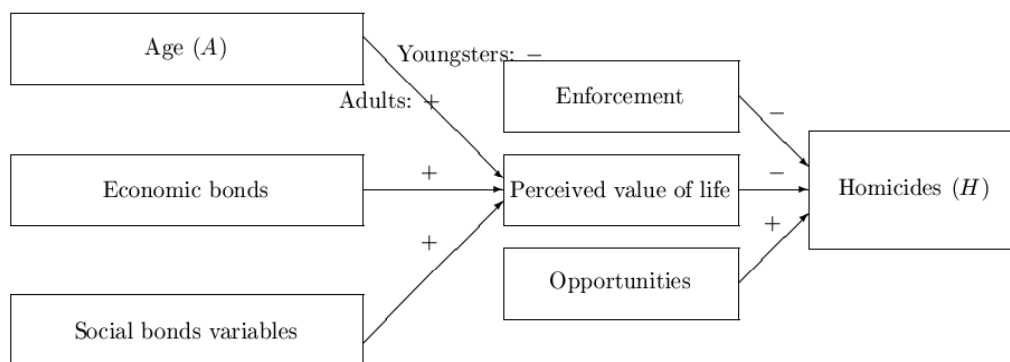 Age (A)
Youngsters: −
Adults: +
Enforcement
−
Economic bonds
+
Perceived value of life
−
Homicides (H)
+
+
Opportunities
Social bonds variables